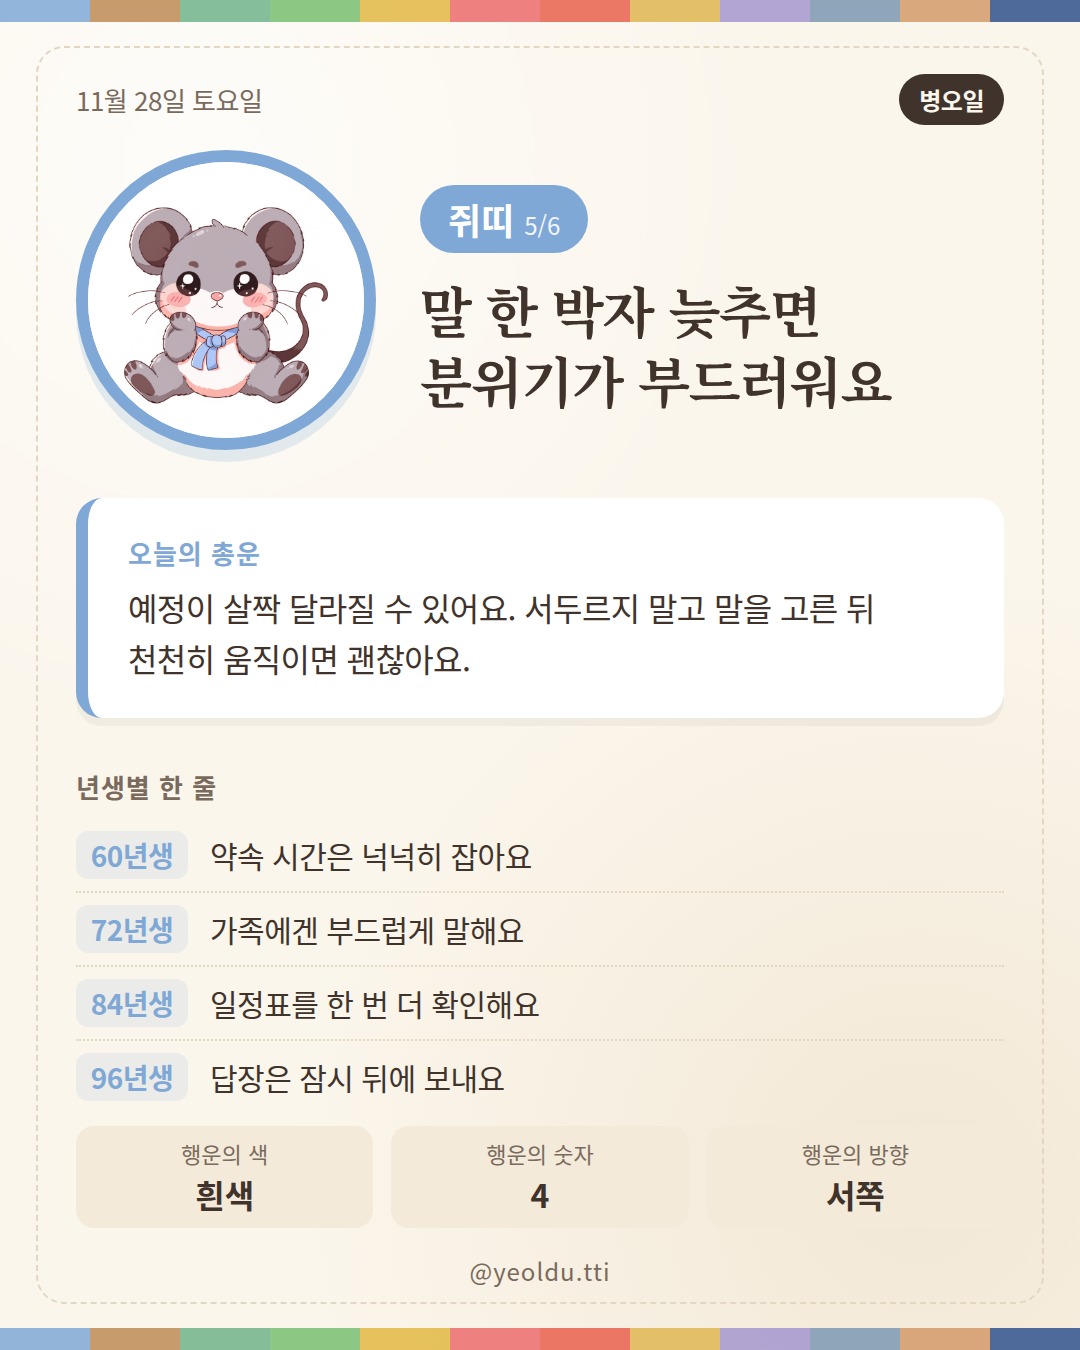 11월 28일 토요일
병오일
쥐띠 5/6
말 한 박자 늦추면
분위기가 부드러워요
오늘의 총운
예정이 살짝 달라질 수 있어요. 서두르지 말고 말을 고른 뒤
천천히 움직이면 괜찮아요.
년생별 한 줄
60년생 약속 시간은 넉넉히 잡아요
72년생 가족에겐 부드럽게 말해요
84년생 일정표를 한 번 더 확인해요
96년생 답장은 잠시 뒤에 보내요
행운의 색
흰색
행운의 숫자
4
행운의 방향
서쪽
@yeoldu.tti